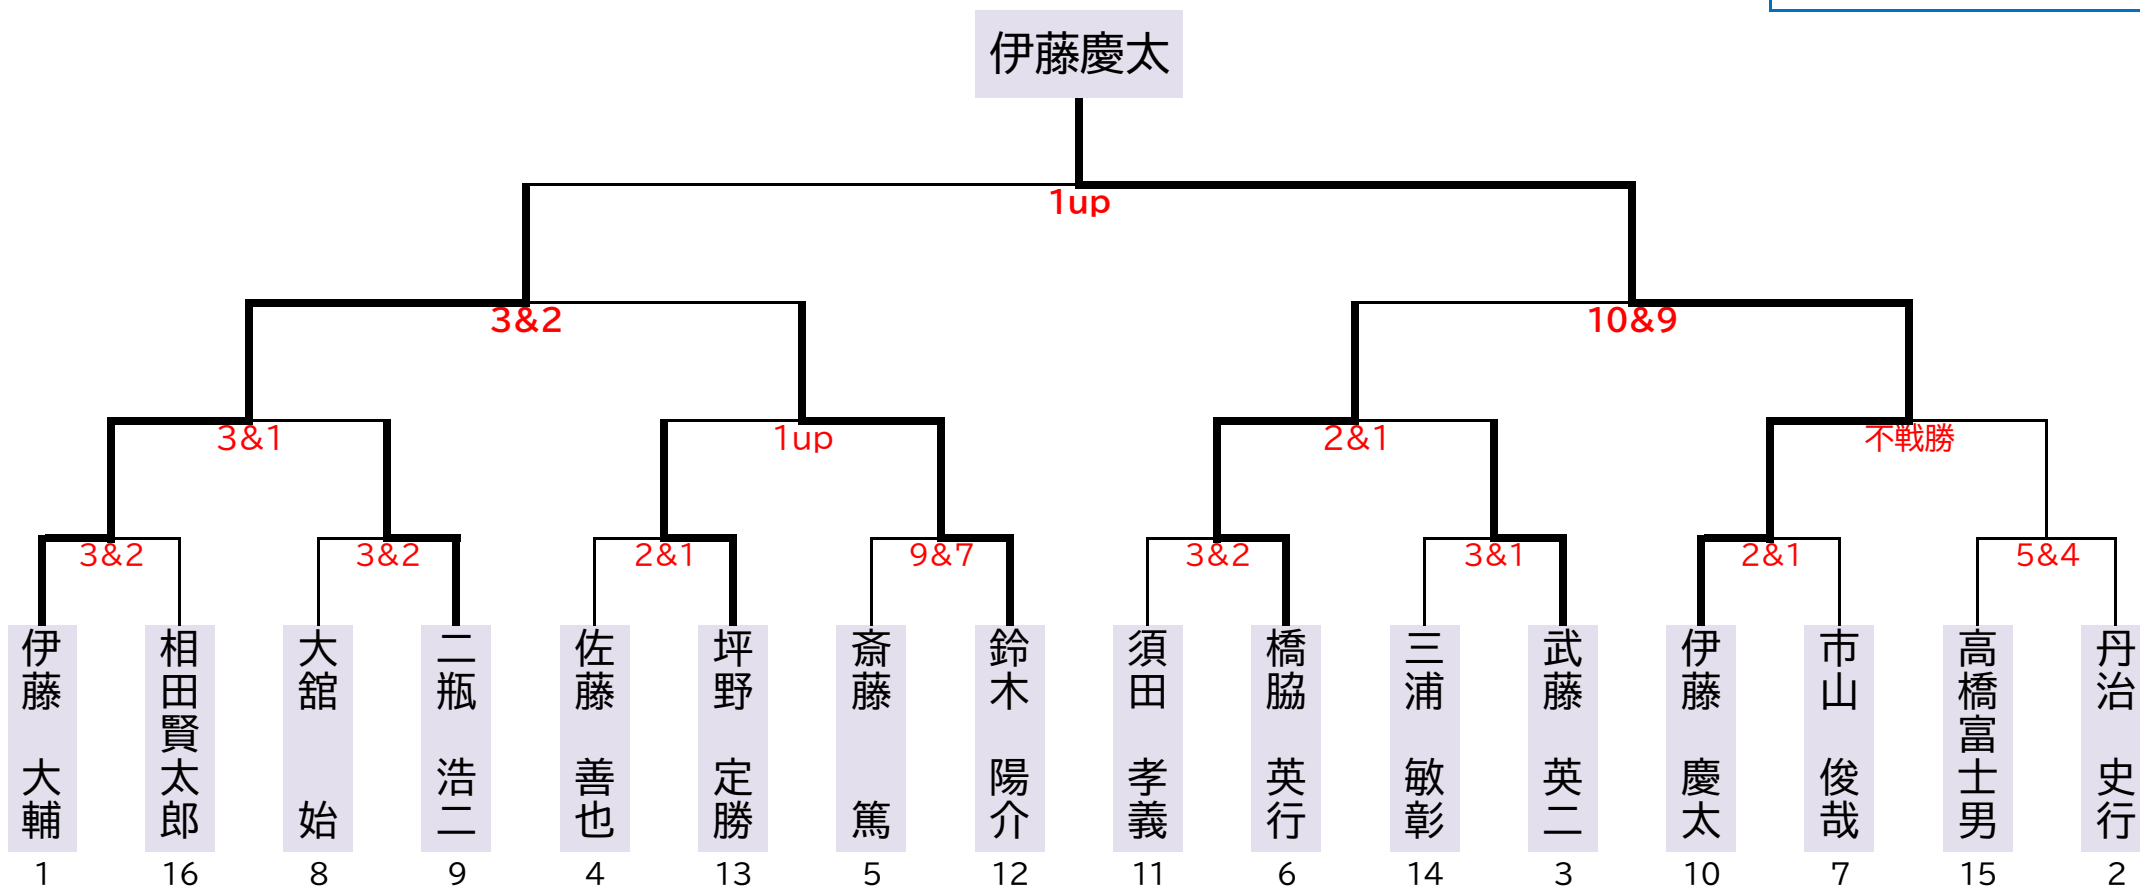 伊藤慶太
1up
3&2
10&9
3&1
1up
2&1
不戦勝
3&2
3&2
2&1
9&7
3&2
3&1
2&1
5&4
伊藤　大輔
相田賢太郎
大舘　　始
二瓶　浩二
佐藤　善也
坪野　定勝
斎藤　　篤
鈴木　陽介
須田　孝義
橋脇　英行
三浦　敏彰
武藤　英二
伊藤　慶太
市山　俊哉
高橋富士男
丹治　史行
1 16 8 9 4 13 5 12 11 6 14 3 10 7 15 2